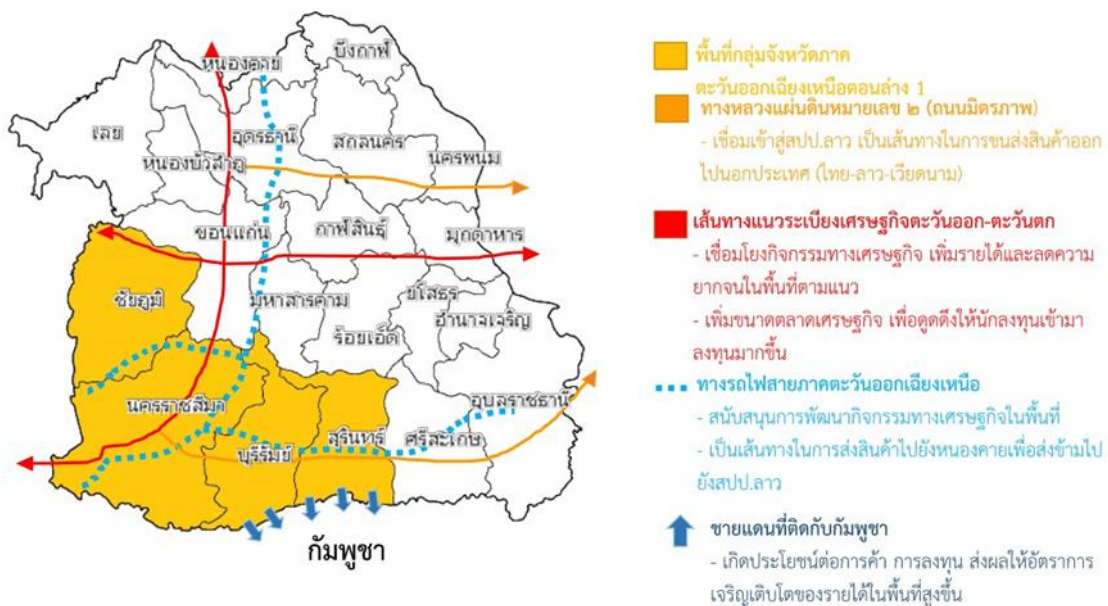 บึงกาฬ
หนองคาย
เลย
อุดรธานี
สกลนคร
หนองบัวลำภู
นครพนม
ขอนแก่น
กาฬสินธุ์
มุกดาหาร
ชัยภูมิ
มหาสารคาม
ยโสธร
อำนาจเจริญ
ร้อยเอ็ด
นครราชสีมา
บุรีรัมย์
สุรินทร์
ศรีสะเกษ
อุบลราชธานี
กัมพูชา
พื้นที่กลุ่มจังหวัดภาค
ตะวันออกเฉียงเหนือตอนล่าง 1
ทางหลวงแผ่นดินหมายเลข ๒ (ถนนมิตรภาพ)
- เชื่อมเข้าสู่สปป.ลาว เป็นเส้นทางในการขนส่งสินค้าออก
ไปนอกประเทศ (ไทย-ลาว-เวียดนาม)
เส้นทางแนวระเบียงเศรษฐกิจตะวันออก-ตะวันตก
- เชื่อมโยงกิจกรรมทางเศรษฐกิจ เพิ่มรายได้และลดความ
ยากจนในพื้นที่ตามแนว
- เพิ่มขนาดตลาดเศรษฐกิจ เพื่อดูดดึงให้นักลงทุนเข้ามา
ลงทุนมากขึ้น
ทางรถไฟสายภาคตะวันออกเฉียงเหนือ
- สนับสนุนการพัฒนากิจกรรมทางเศรษฐกิจในพื้นที่
- เป็นเส้นทางในการส่งสินค้าไปยังหนองคายเพื่อส่งข้ามไป
ยังสปป.ลาว
ชายแดนที่ติดกับกัมพูชา
- เกิดประโยชน์ต่อการค้า การลงทุน ส่งผลให้อัตราการ
เจริญเติบโตของรายได้ในพื้นที่สูงขึ้น